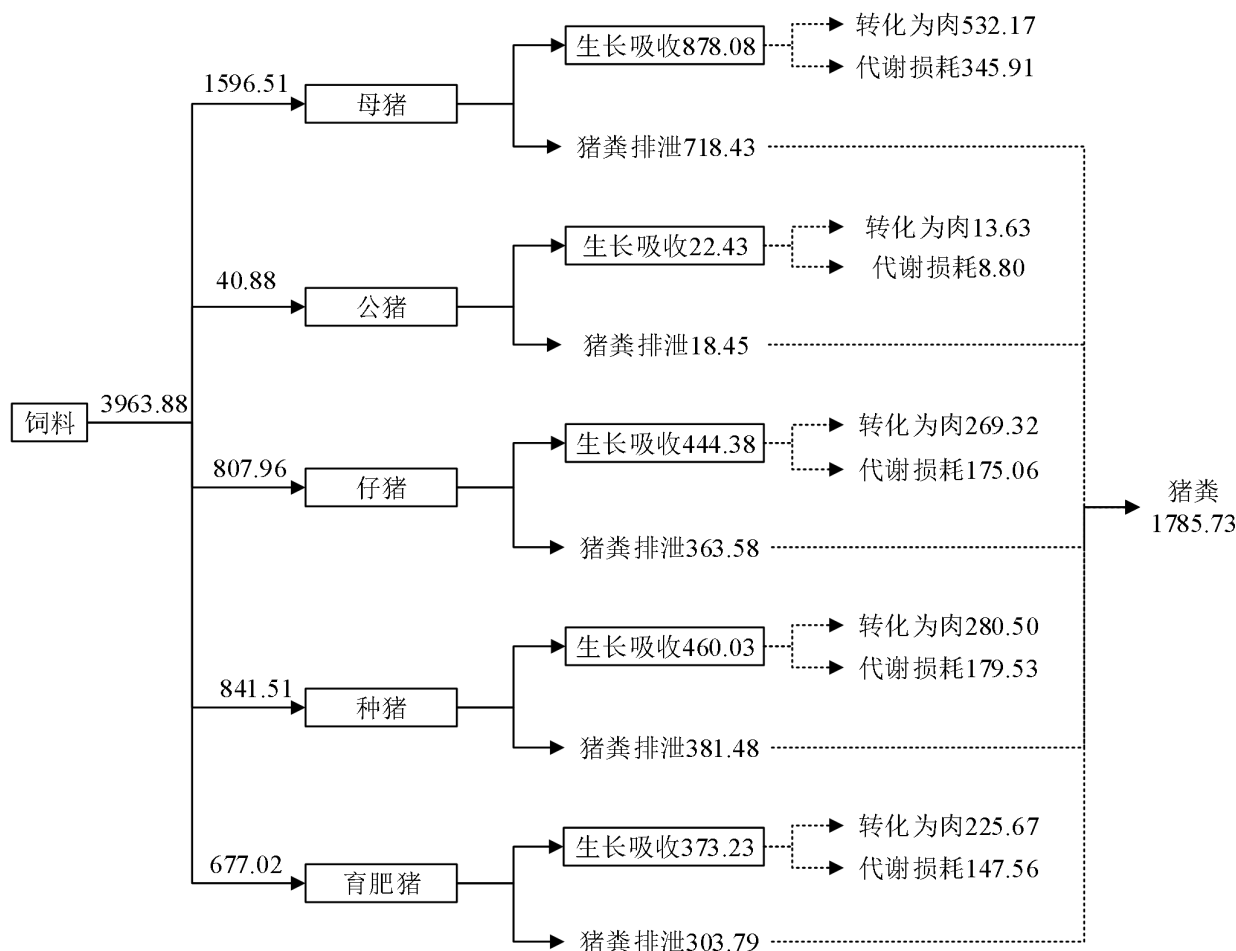 饲料
3963.88
1596.51
母猪
生长吸收878.08
转化为肉532.17
代谢损耗345.91
猪粪排泄718.43
40.88
公猪
生长吸收22.43
转化为肉13.63
代谢损耗8.80
猪粪排泄18.45
807.96
仔猪
生长吸收444.38
转化为肉269.32
代谢损耗175.06
猪粪排泄363.58
841.51
种猪
生长吸收460.03
转化为肉280.50
代谢损耗179.53
猪粪排泄381.48
677.02
育肥猪
生长吸收373.23
转化为肉225.67
代谢损耗147.56
猪粪排泄303.79
猪粪
1785.73